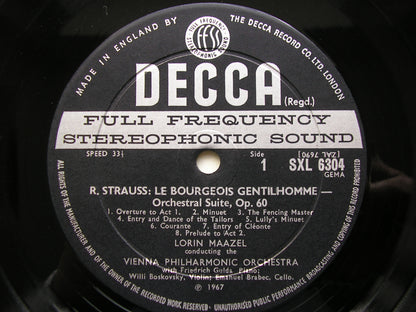 MADE IN ENGLAND BY
THE DECCA RECORD CO. LTD. LONDON
FULL FREQUENCY
STEREOPHONIC SOUND
FFSS
DECCA
(Regd.)
FULL FREQUENCY
STEREOPHONIC SOUND
SPEED 33⅓
Side
1
(ZAL 7690)
SXL 6304
GEMA
R. STRAUSS: LE BOURGEOIS GENTILHOMME —
Orchestral Suite, Op. 60
1. Overture to Act 1. 2. Minuet 3. The Fencing Master
4. Entry and Dance of the Tailors 5. Lully's Minuet
6. Courante 7. Entry of Cléonte
8. Prelude to Act 2.
LORIN MAAZEL
conducting the
VIENNA PHILHARMONIC ORCHESTRA
with Friedrich Gulda, Piano;
Willi Boskovsky, Violin; Emanuel Brabec, Cello.
℗ 1967
ALL RIGHTS OF THE MANUFACTURER AND OF THE OWNER OF THE RECORDED WORK RESERVED · UNAUTHORISED PUBLIC PERFORMANCE BROADCASTING AND COPYING OF THIS RECORD PROHIBITED